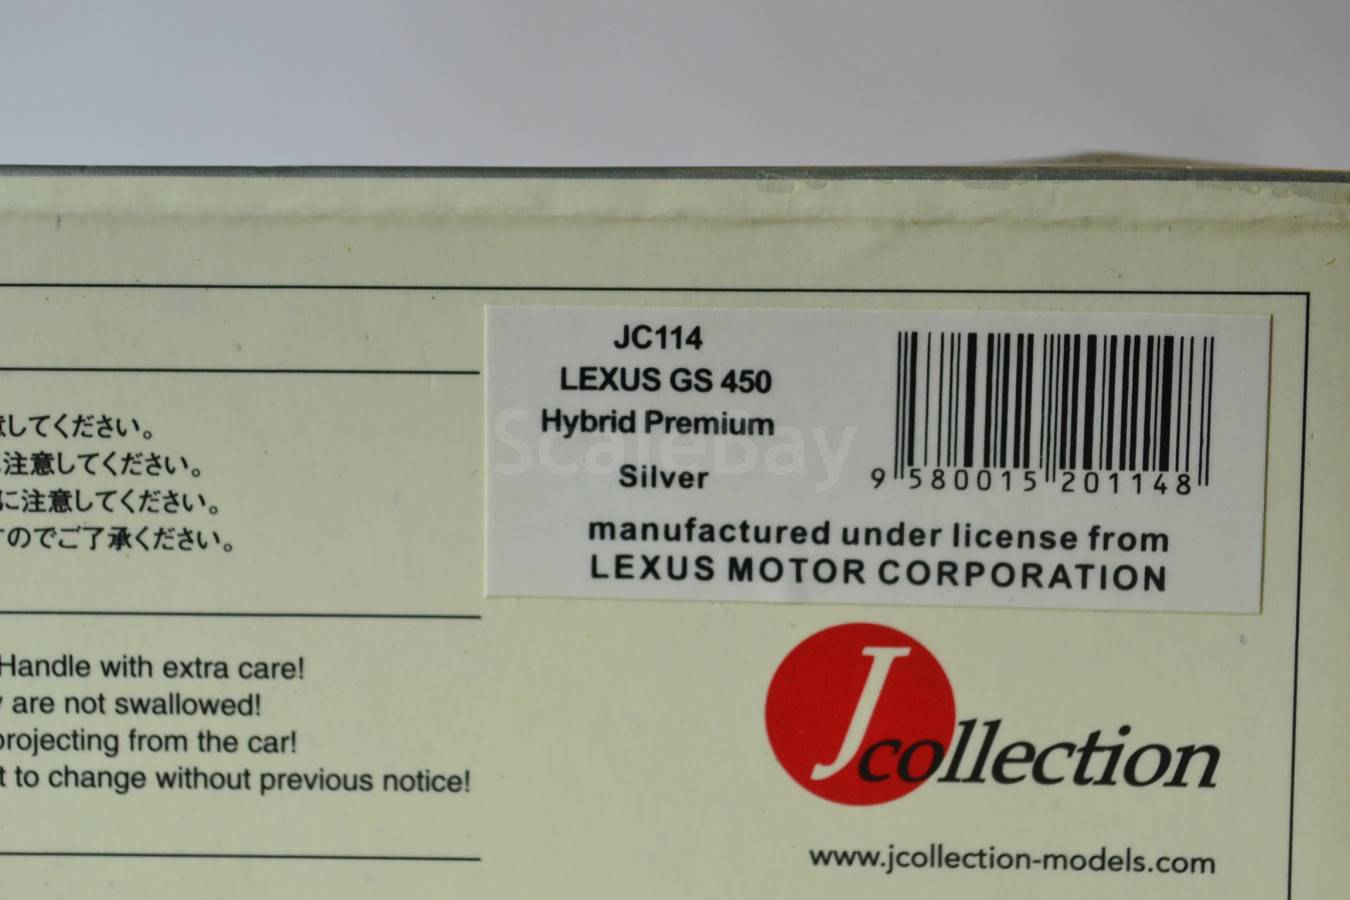 してください。
注意してください。
に注意してください。
のでご了承ください。
Handle with extra care!
are not swallowed!
projecting from the car!
to change without previous notice!
JC114
LEXUS GS 450
Hybrid Premium
Silver
9 580015 201148
manufactured under license from
LEXUS MOTOR CORPORATION
ScaleBay
Jcollection
www.jcollection-models.com